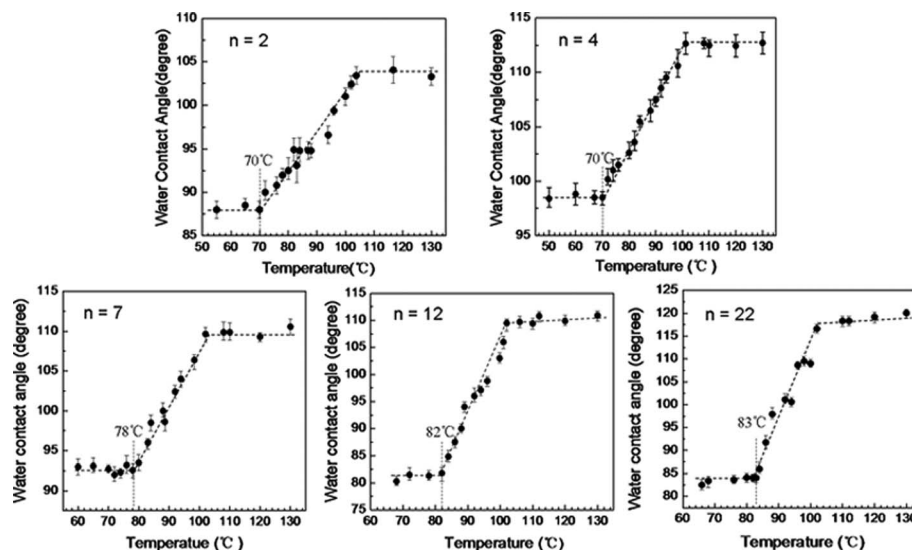 n = 2
Water Contact Angle(degree)
110
105
100
95
90
85
70℃
50 60 70 80 90 100 110 120 130
Temperature(℃)
n = 4
Water Contact Angle(degree)
115
110
105
100
95
70℃
50 60 70 80 90 100 110 120 130
Temperature (℃)
n = 7
Water contact angle (degree)
115
110
105
100
95
90
78℃
60 70 80 90 100 110 120 130
Temperatue (℃)
n = 12
Water contact angle (degree)
115
110
105
100
95
90
85
80
75
82℃
60 70 80 90 100 110 120 130
Temperature (℃)
n = 22
Water contact angle (degree)
125
120
115
110
105
100
95
90
85
80
75
83℃
70 80 90 100 110 120 130
Temperature (℃)